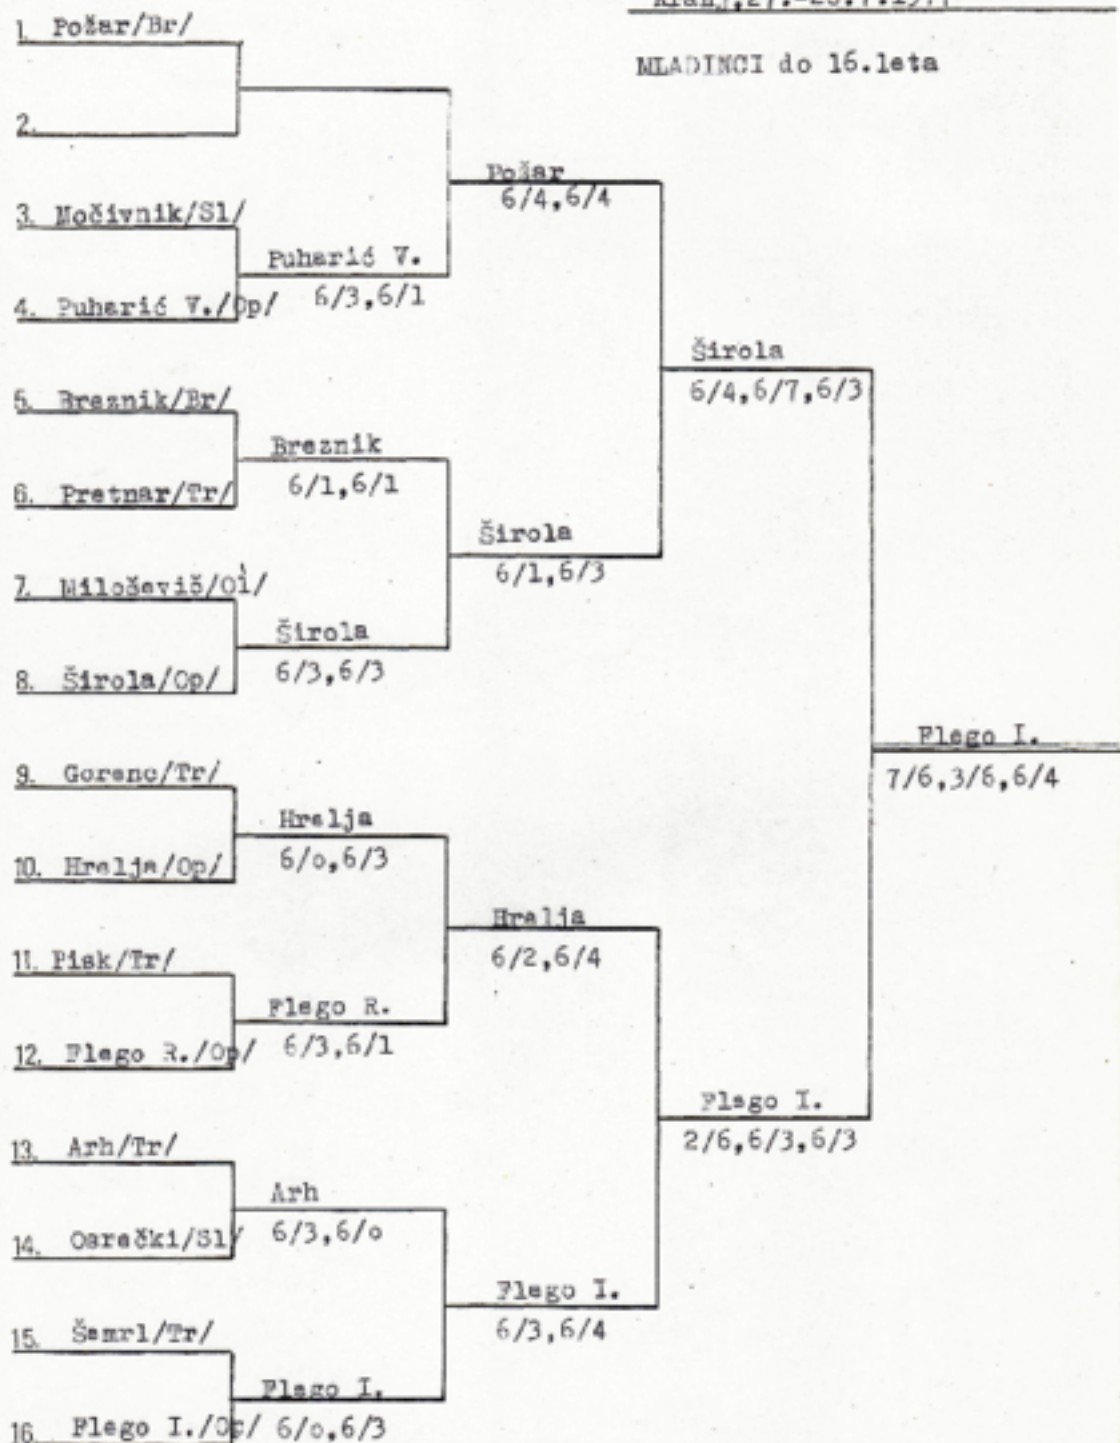 MLADINCI do 16.leta
1. Požar/Br/
2.
3. Močivnik/Sl/
4. Puharić V./Op/
5. Breznik/Br/
6. Pretnar/Tr/
7. Miloševič/Ol/
8. Širola/Op/
9. Gorenc/Tr/
10. Hrelja/Op/
11. Pisk/Tr/
12. Flego R./Op/
13. Arh/Tr/
14. Osrečki/Sl/
15. Šemrl/Tr/
16. Flego I./Op/
Puharić V.
6/3,6/1
Breznik
6/1,6/1
Širola
6/3,6/3
Hrelja
6/o,6/3
Flego R.
6/3,6/1
Arh
6/3,6/o
Flego I.
6/o,6/3
Požar
6/4,6/4
Širola
6/1,6/3
Hrelja
6/2,6/4
Flego I.
6/3,6/4
Širola
6/4,6/7,6/3
Flego I.
2/6,6/3,6/3
Flego I.
7/6,3/6,6/4